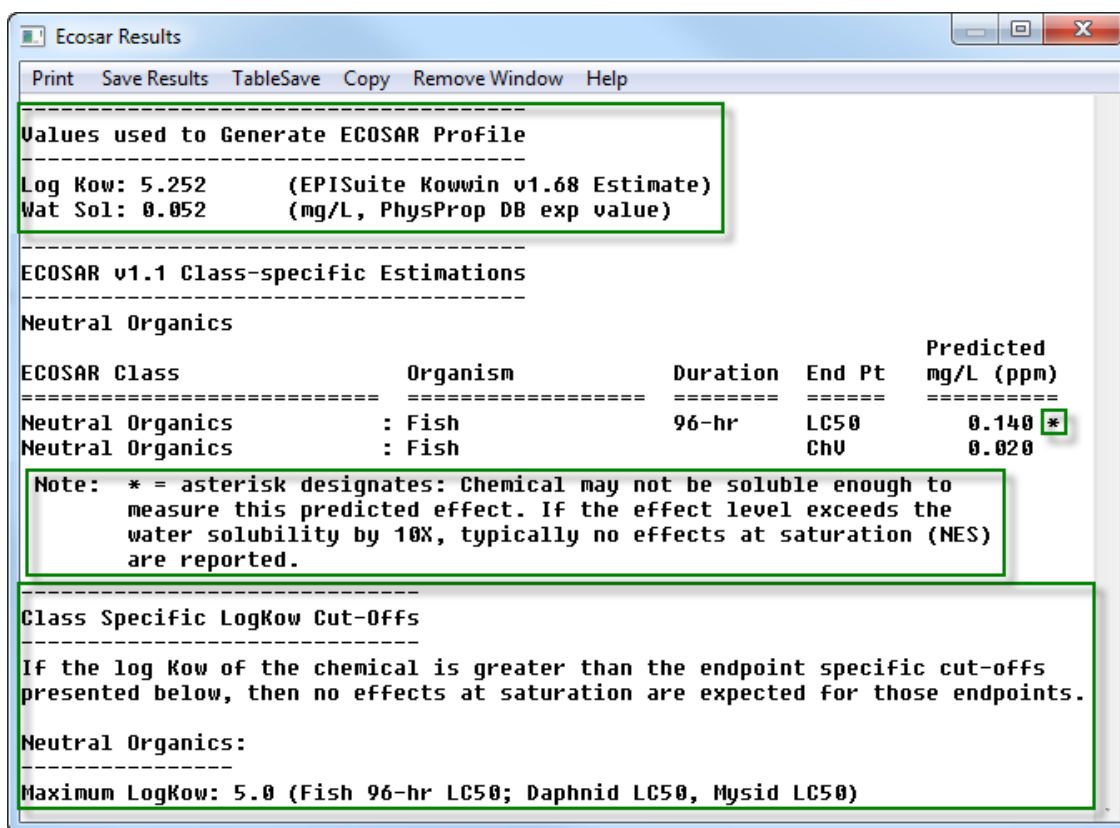 Ecosar Results
Print Save Results TableSave Copy Remove Window Help
--------------------------------------
Values used to Generate ECOSAR Profile
--------------------------------------
Log Kow: 5.252 (EPISuite Kowwin v1.68 Estimate)
Wat Sol: 0.052 (mg/L, PhysProp DB exp value)
--------------------------------------
ECOSAR v1.1 Class-specific Estimations
--------------------------------------
Neutral Organics
Predicted
ECOSAR Class Organism Duration End Pt mg/L (ppm)
=========================== ================== ======== ====== ==========
Neutral Organics : Fish 96-hr LC50 0.140 *
Neutral Organics : Fish ChV 0.020
Note: * = asterisk designates: Chemical may not be soluble enough to
measure this predicted effect. If the effect level exceeds the
water solubility by 10X, typically no effects at saturation (NES)
are reported.
------------------------------
Class Specific LogKow Cut-Offs
------------------------------
If the log Kow of the chemical is greater than the endpoint specific cut-offs
presented below, then no effects at saturation are expected for those endpoints.
Neutral Organics:
----------------
Maximum LogKow: 5.0 (Fish 96-hr LC50; Daphnid LC50, Mysid LC50)